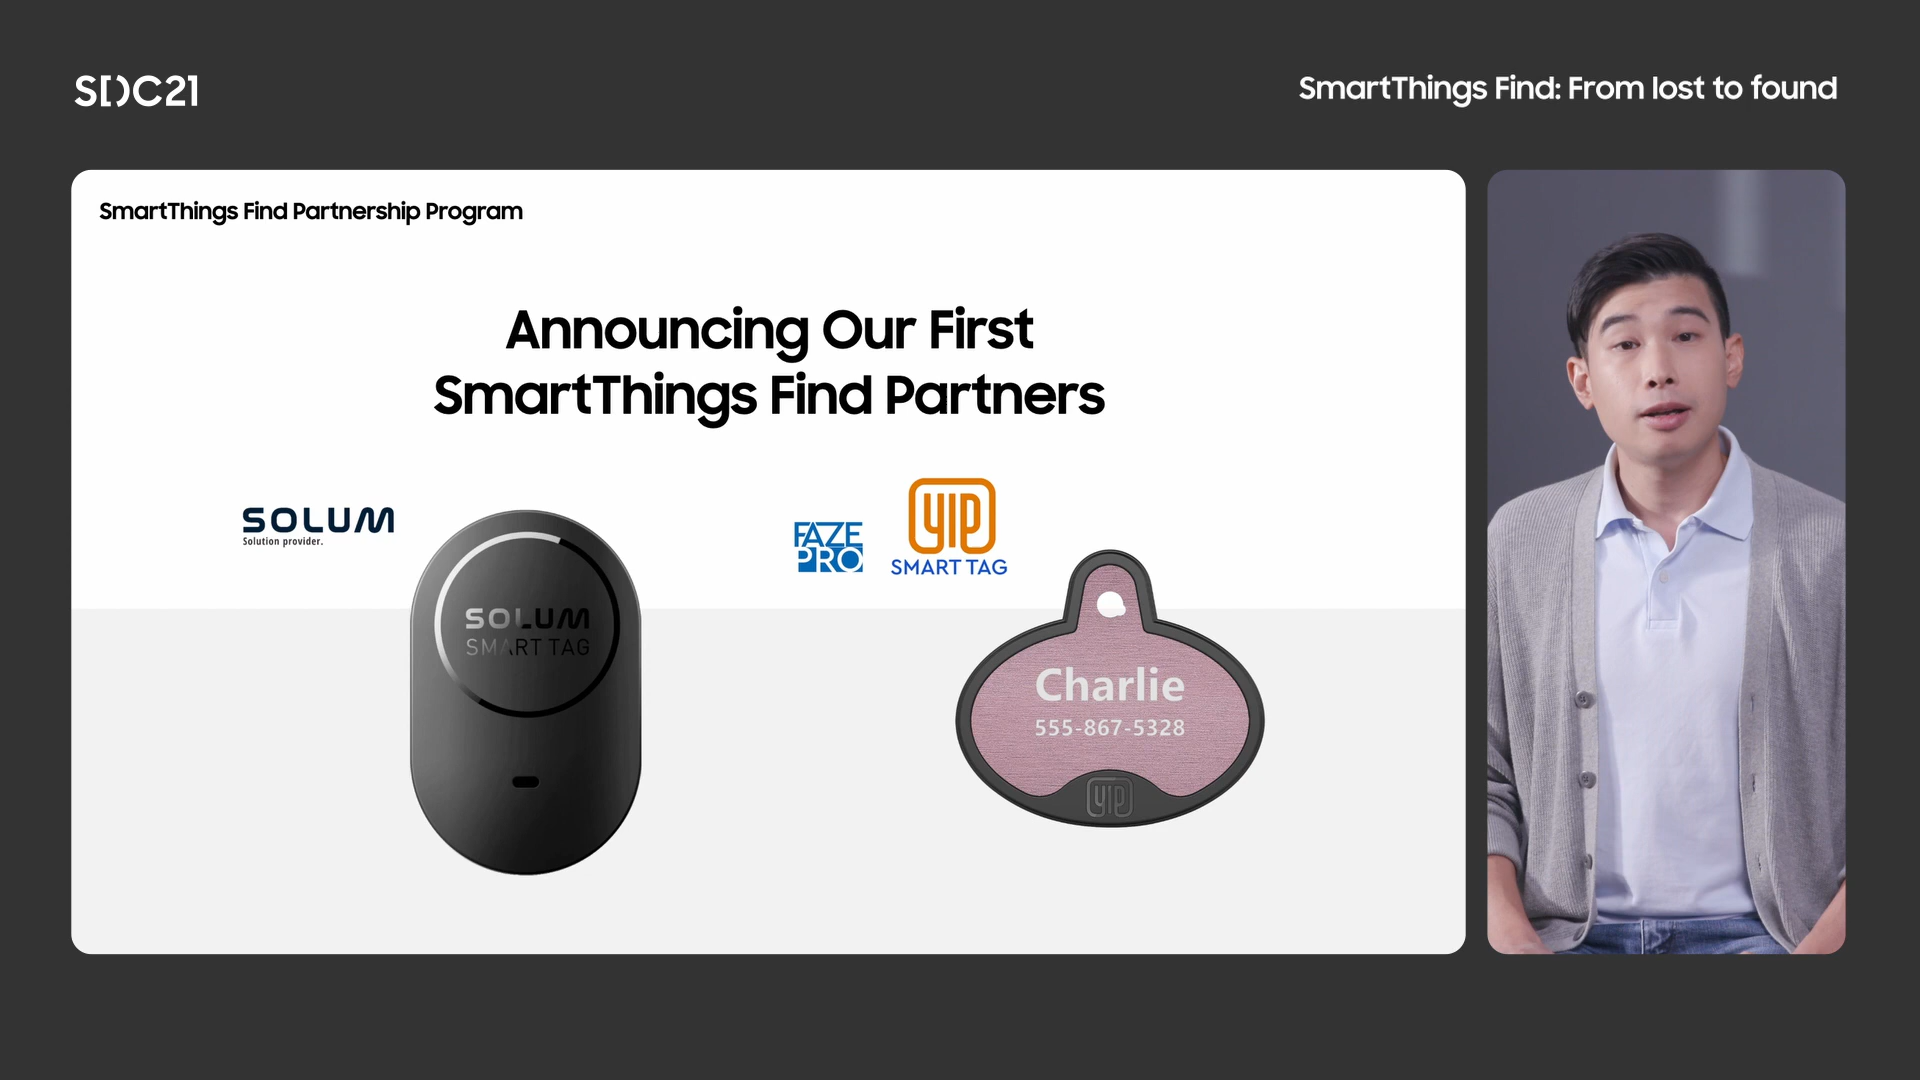 SDC21
SmartThings Find: From lost to found
SmartThings Find Partnership Program
Announcing Our First
SmartThings Find Partners
SOLUM
Solution provider.
FAZE
PRO
YIP
SMART TAG
SOLUM
SMART TAG
Charlie
555-867-5328
YIP